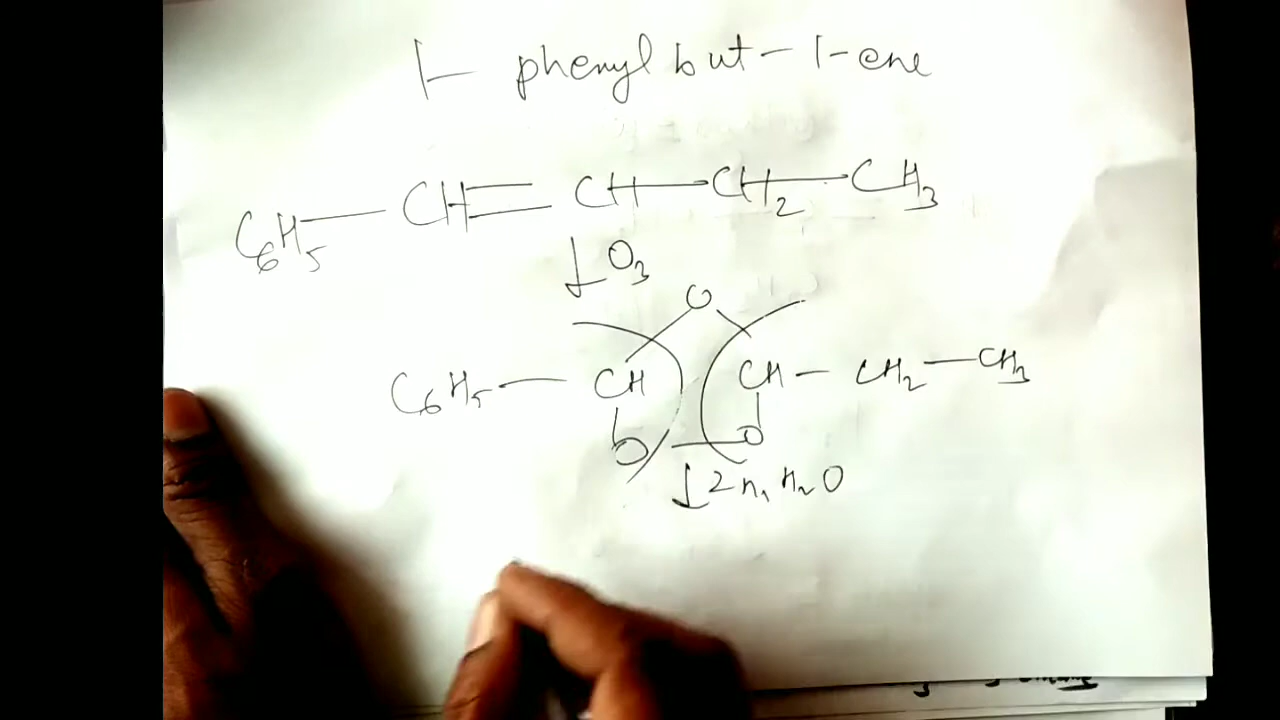 1- phenyl but-1-ene
C6H5-CH=CH-CH2-CH3
↓O3
O
C6H5-CH CH-CH2-CH3
O-O
↓Zn, H2O